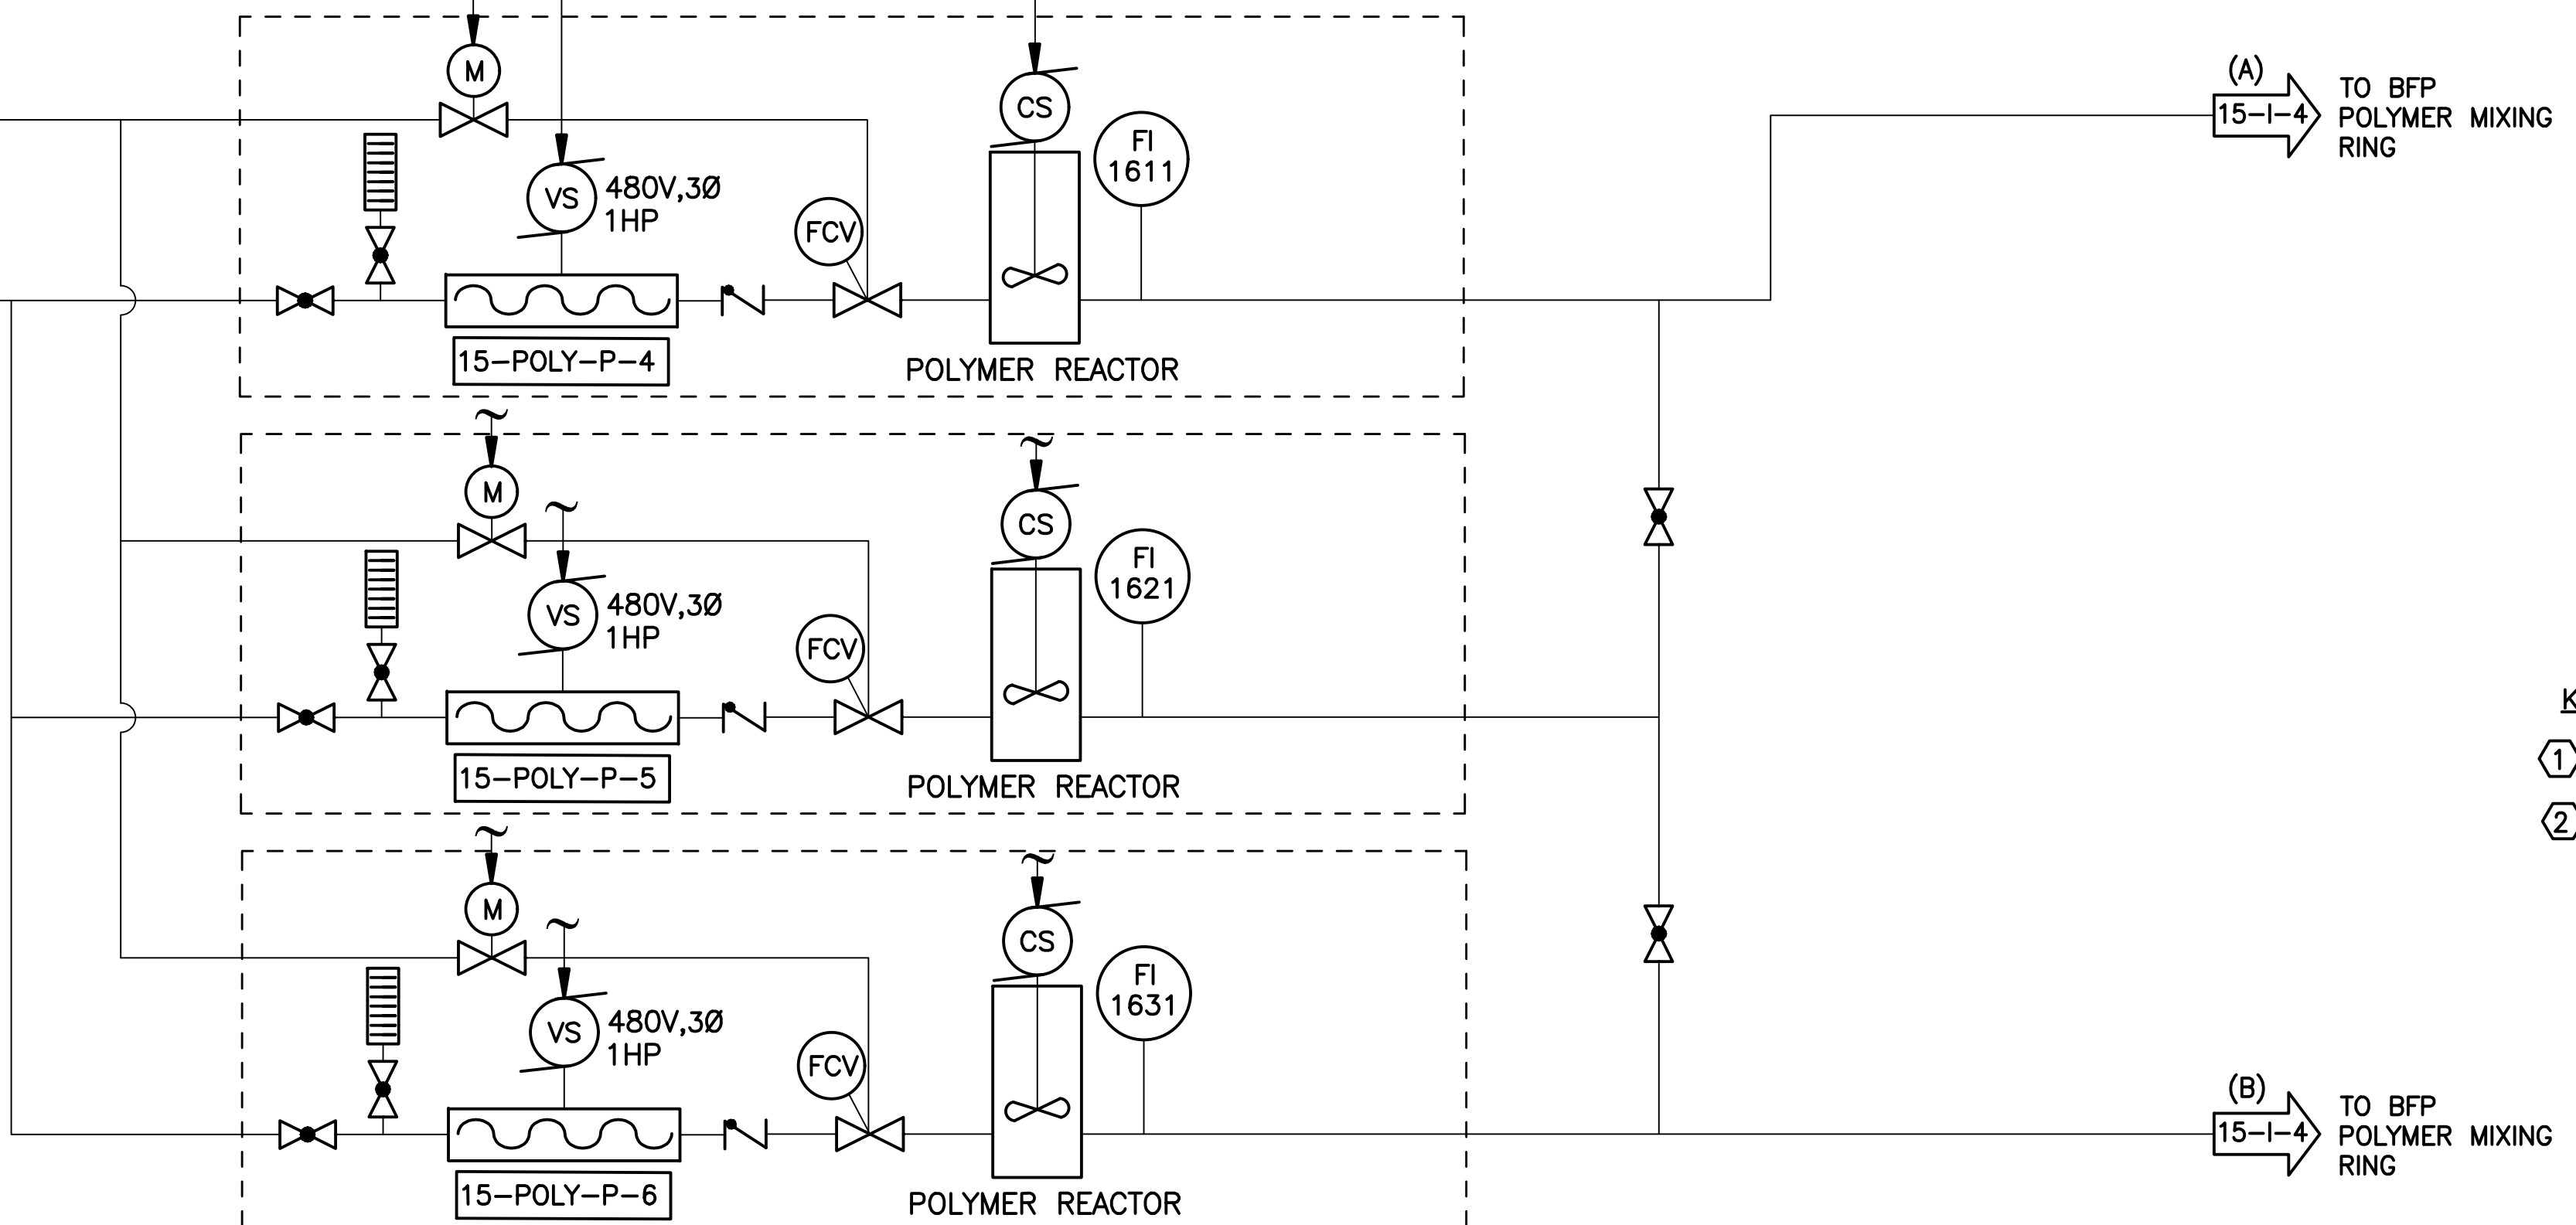 M
VS
480V,3Ø
1HP
FCV
CS
FI
1611
15-POLY-P-4
POLYMER REACTOR
(A)
15-I-4
TO BFP
POLYMER MIXING
RING
M
VS
480V,3Ø
1HP
FCV
CS
FI
1621
15-POLY-P-5
POLYMER REACTOR
K
1
2
M
VS
480V,3Ø
1HP
FCV
CS
FI
1631
15-POLY-P-6
POLYMER REACTOR
(B)
15-I-4
TO BFP
POLYMER MIXING
RING